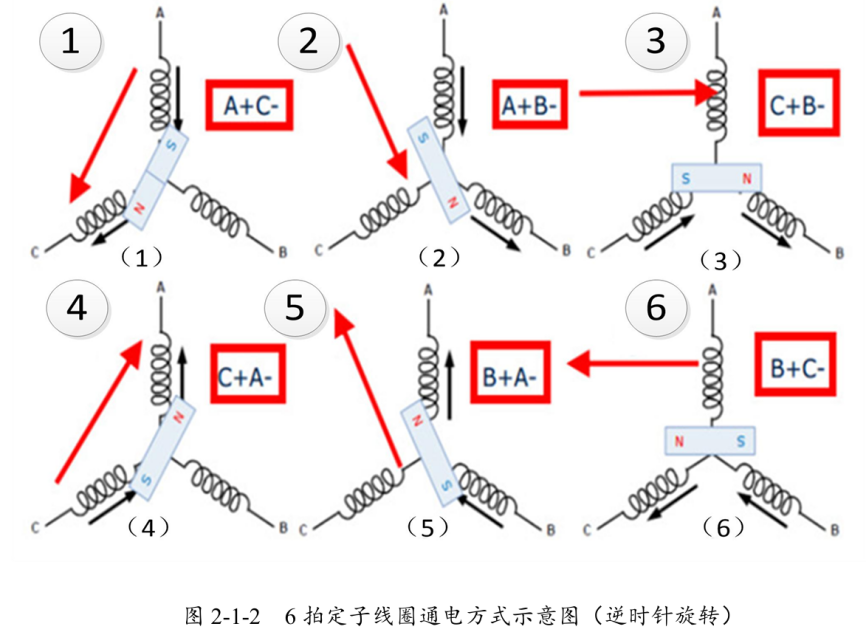 1
A
A+C-
S
N
C
B
（1）
2
A
A+B-
S
N
C
B
（2）
3
A
C+B-
S
N
C
B
（3）
4
A
C+A-
N
S
C
B
（4）
5
A
B+A-
N
S
C
B
（5）
6
A
B+C-
N
S
C
B
（6）
图 2-1-2 6 拍定子线圈通电方式示意图（逆时针旋转）